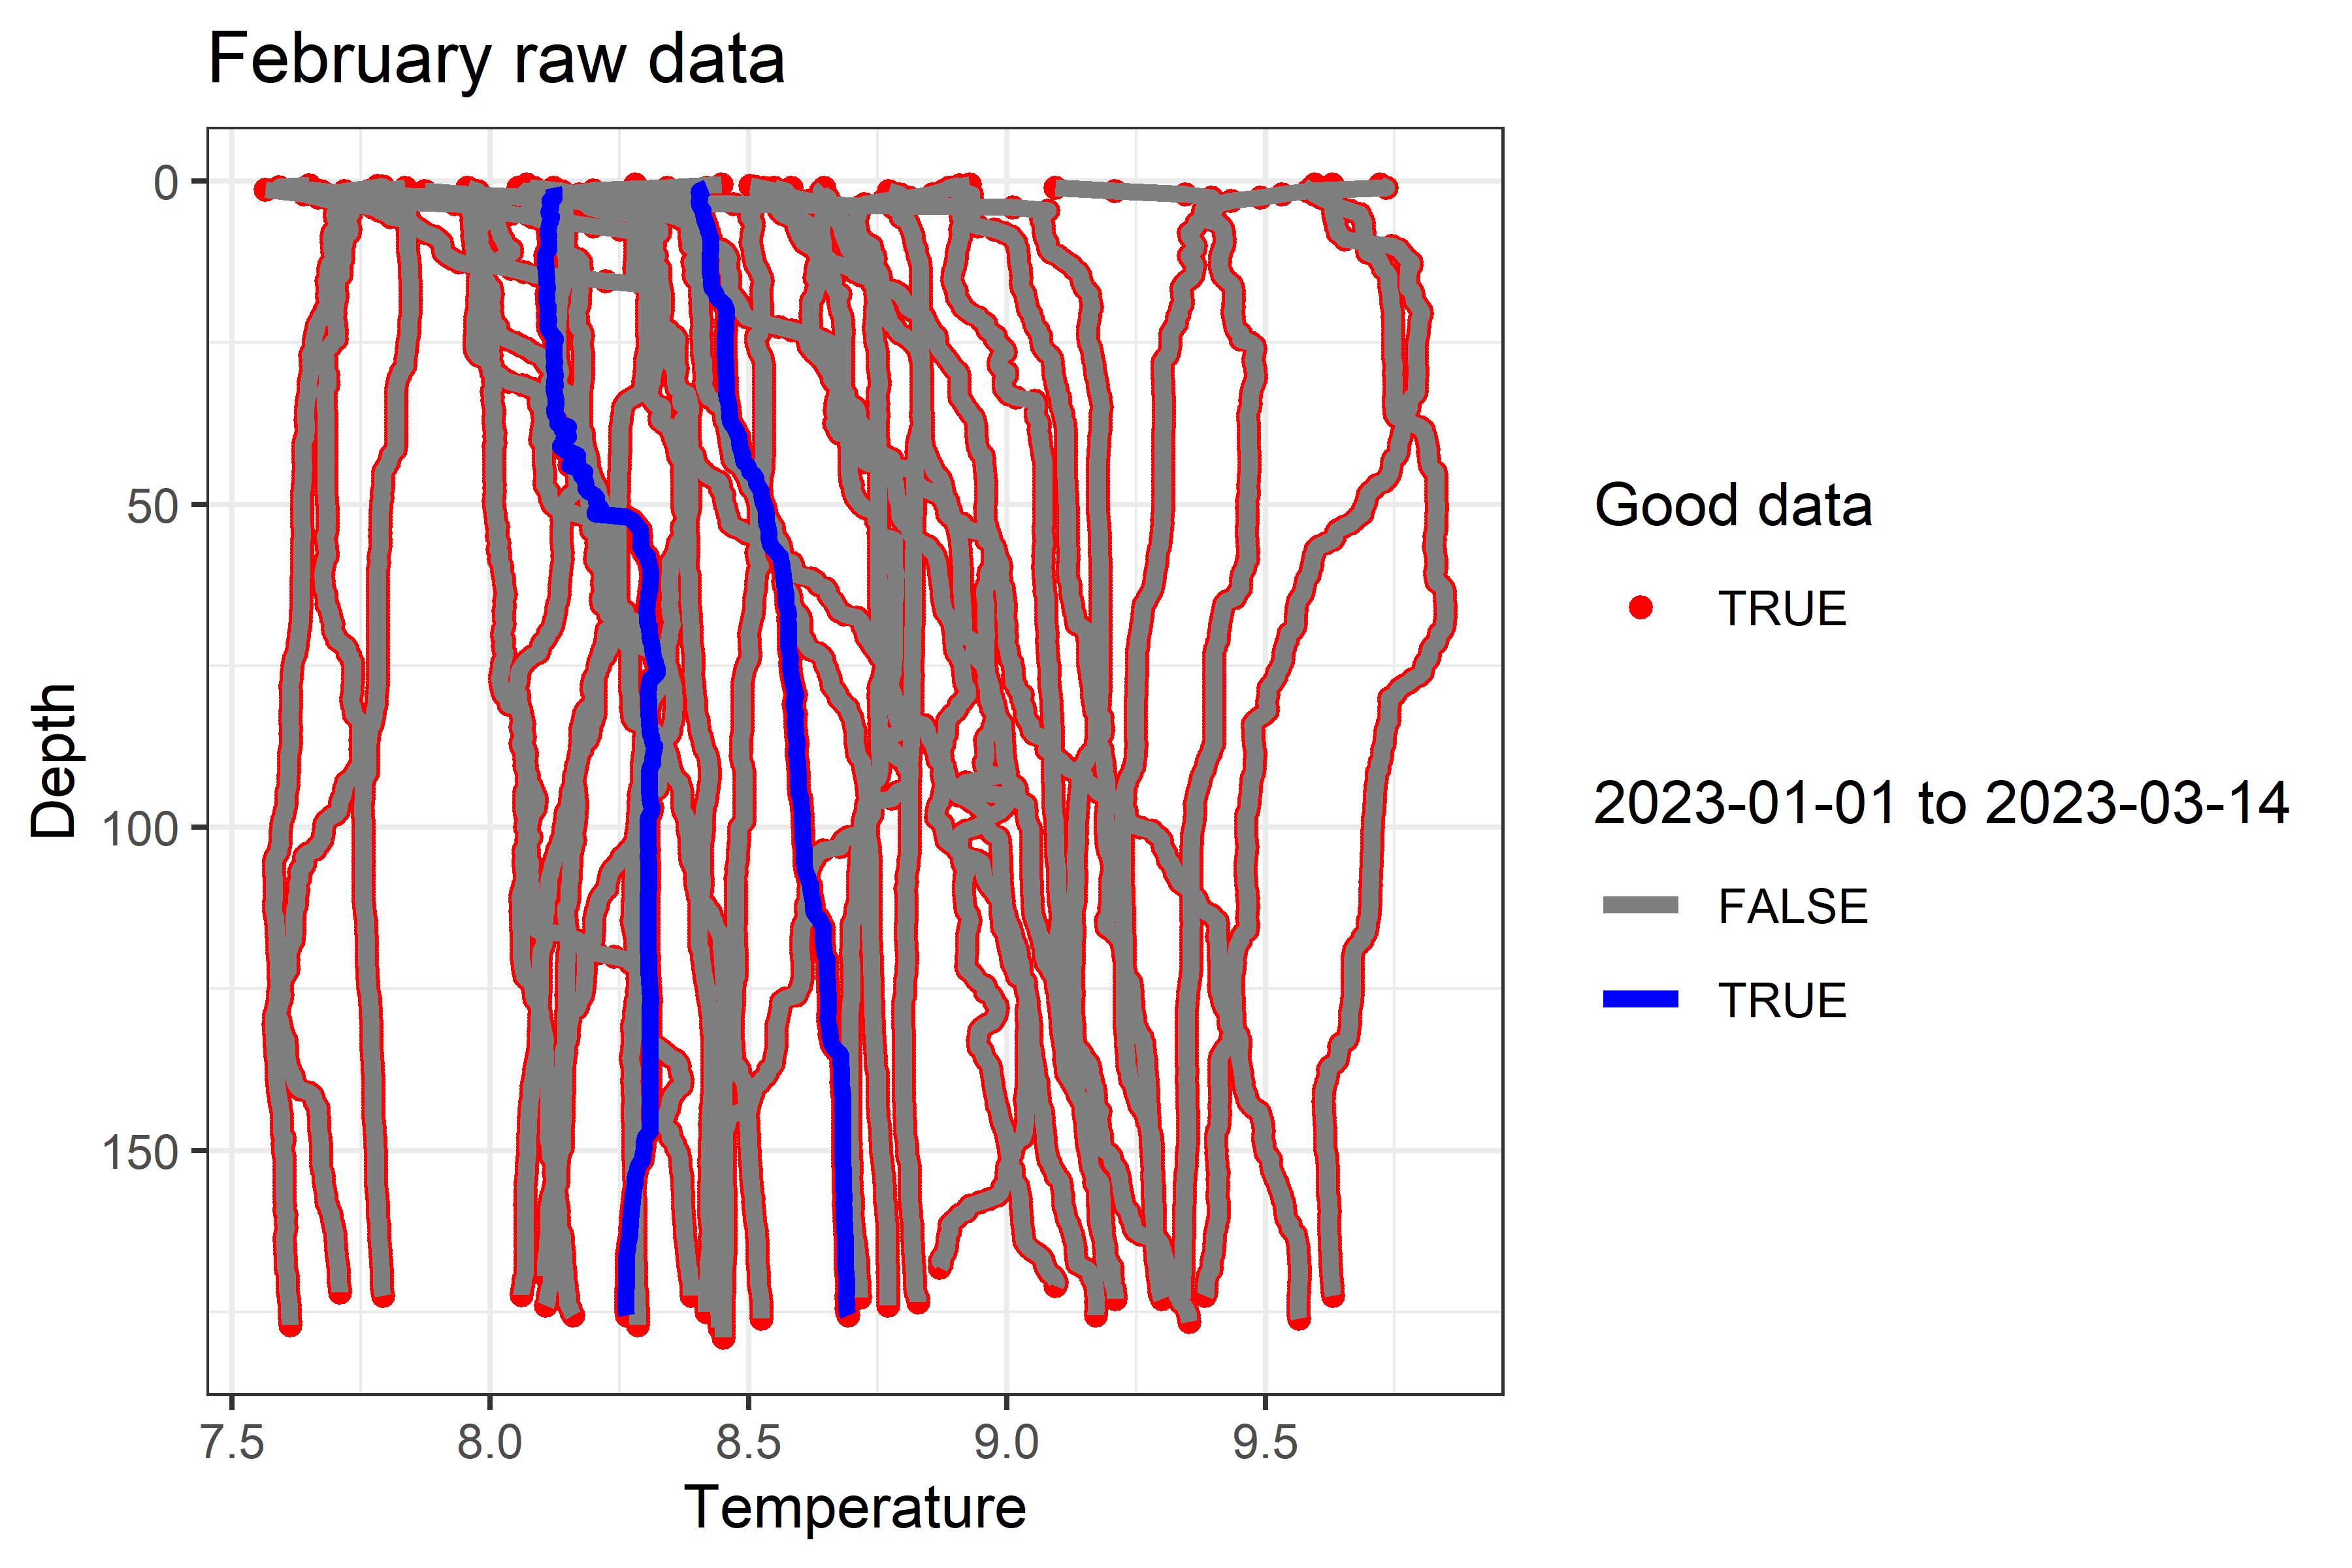 February raw data
0
50
100
150
Depth
7.5
8.0
8.5
9.0
9.5
Temperature
Good data
TRUE
2023-01-01 to 2023-03-14
FALSE
TRUE